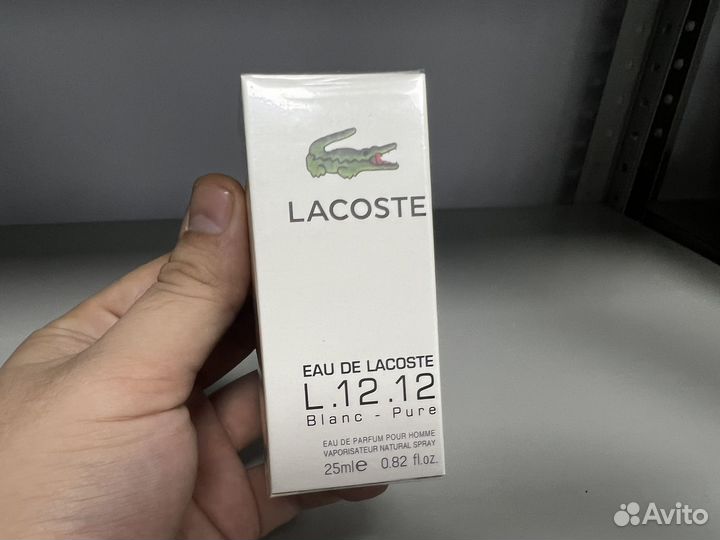 LACOSTE
EAU DE LACOSTE
L.12.12
Blanc - Pure
EAU DE PARFUM POUR HOMME
VAPORISATEUR NATURAL SPRAY
25ml e 0.82 fl.oz.
Avito